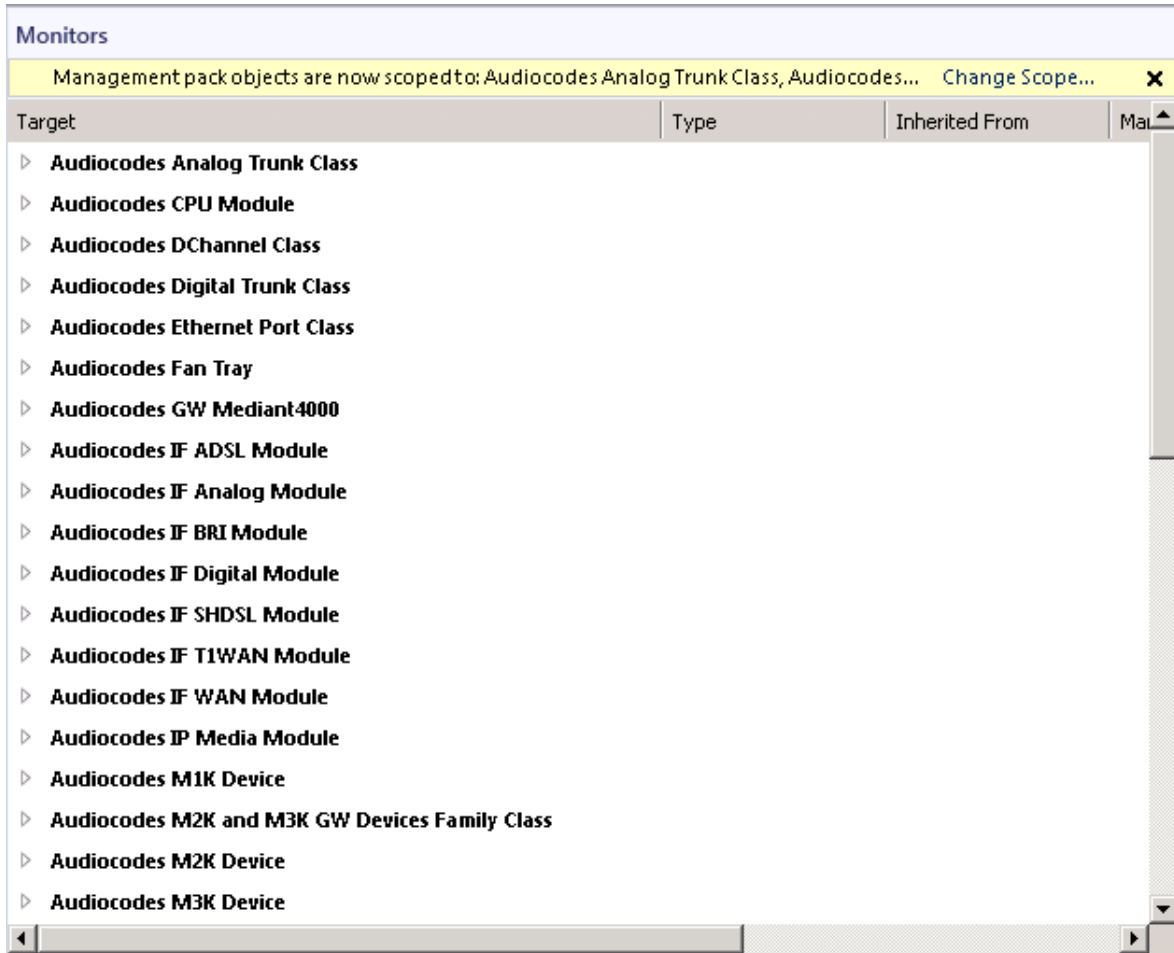 Monitors
Management pack objects are now scoped to: Audiocodes Analog Trunk Class, Audiocodes... Change Scope...
Target Type Inherited From Mai
Audiocodes Analog Trunk Class
Audiocodes CPU Module
Audiocodes DChannel Class
Audiocodes Digital Trunk Class
Audiocodes Ethernet Port Class
Audiocodes Fan Tray
Audiocodes GW Mediant4000
Audiocodes IF ADSL Module
Audiocodes IF Analog Module
Audiocodes IF BRI Module
Audiocodes IF Digital Module
Audiocodes IF SHDSL Module
Audiocodes IF T1WAN Module
Audiocodes IF WAN Module
Audiocodes IP Media Module
Audiocodes M1K Device
Audiocodes M2K and M3K GW Devices Family Class
Audiocodes M2K Device
Audiocodes M3K Device